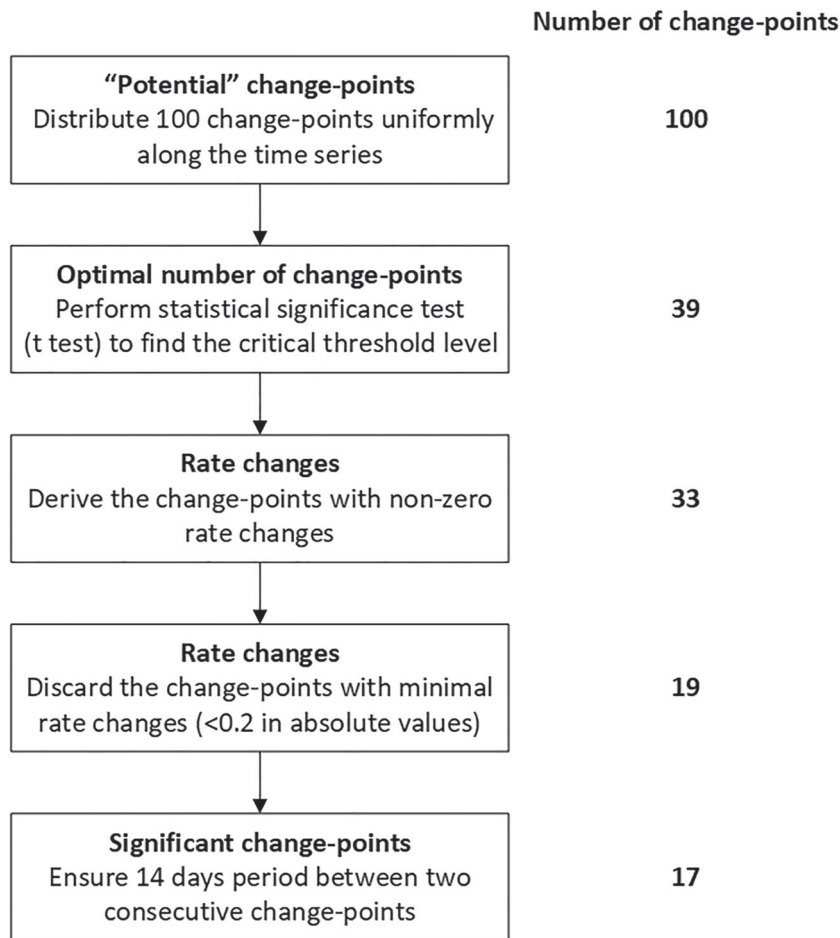 Number of change-points
“Potential” change-points
Distribute 100 change-points uniformly
along the time series
100
Optimal number of change-points
Perform statistical significance test
(t test) to find the critical threshold level
39
Rate changes
Derive the change-points with non-zero
rate changes
33
Rate changes
Discard the change-points with minimal
rate changes (<0.2 in absolute values)
19
Significant change-points
Ensure 14 days period between two
consecutive change-points
17